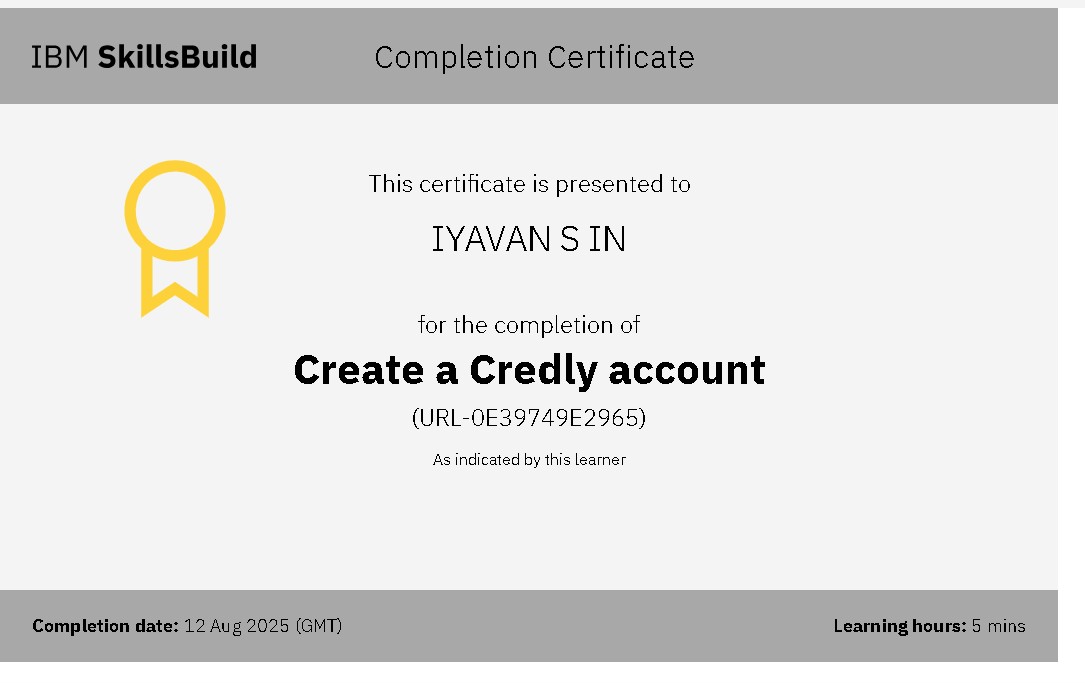 IBM SkillsBuild
Completion Certificate
This certificate is presented to
IYAVAN S IN
for the completion of
Create a Credly account
(URL-0E39749E2965)
As indicated by this learner
Completion date: 12 Aug 2025 (GMT)
Learning hours: 5 mins